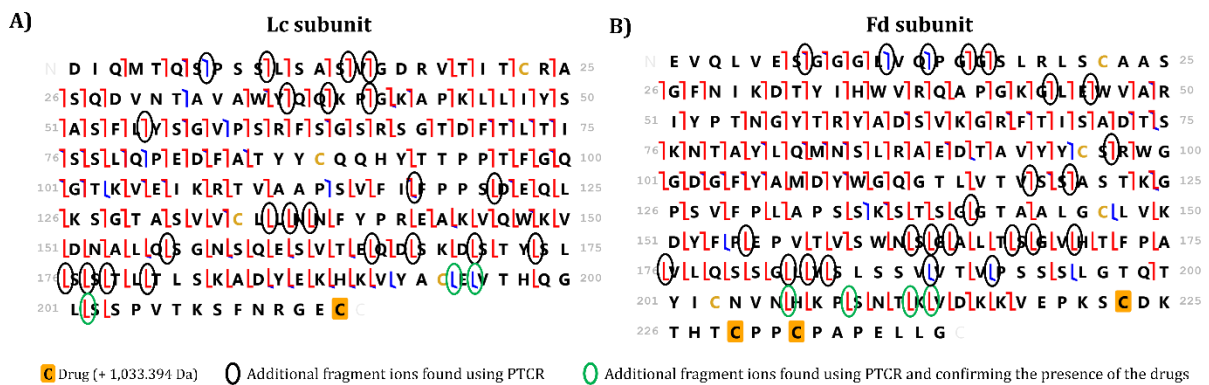 A)
Lc subunit
N D I Q M T Q S P S S L S A S V G D R V T I T C R A 25
26 S Q D V N T A V A W Y Q Q K P G K A P K L L I Y S 50
51 A S F L Y S G V P S R F S G S R S G T D F T L T I 75
76 S S L Q P E D F A T Y Y C Q Q H Y T T P P T F G Q 100
101 G T K V E I K R T V A A P S V F I F P P S D E Q L 125
126 K S G T A S V V C L L N N F Y P R E A K V Q W K V 150
151 D N A L Q S G N S Q E S V T E Q D S K D S T Y S L 175
176 S S T L T L S K A D Y E K H K V Y A C E V T H Q G 200
201 L S S P V T K S F N R G E C C
B)
Fd subunit
N E V Q L V E S G G G L V Q P G G S L R L S C A A S 25
26 G F N I K D T Y I H W V R Q A P G K G L E W V A R 50
51 I Y P T N G Y T R Y A D S V K G R F T I S A D T S 75
76 K N T A Y L Q M N S L R A E D T A V Y Y C S R W G 100
101 G D G F Y A M D Y W G Q G T L V T V S S A S T K G 125
126 P S V F P L A P S S K S T S G G T A A L G C L V K 150
151 D Y F P E P V T V S W N S G A L T S G V H T F P A 175
176 V L Q S S G L Y S L S S V V T V P S S S L G T Q T 200
201 Y I C N V N H K P S N T K V D K K V E P K S C D K 225
226 T H T C P P C P A P E L L G C
C Drug (+ 1,033.394 Da)
Additional fragment ions found using PTCR
Additional fragment ions found using PTCR and confirming the presence of the drugs